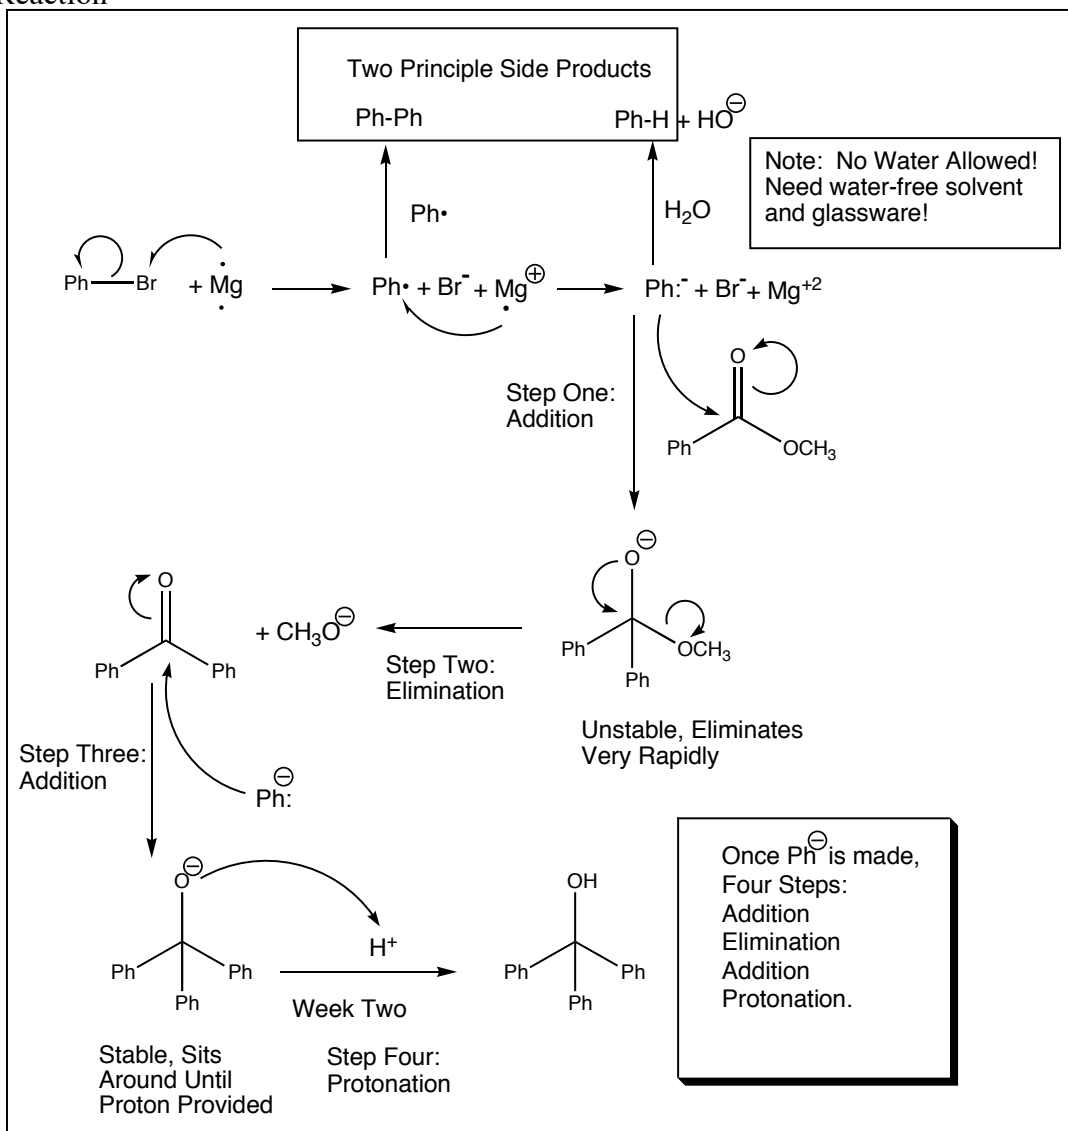 Reaction
Two Principle Side Products
Ph-Ph
Ph-H + HO⊖
Note: No Water Allowed!
Need water-free solvent
and glassware!
Ph•
H₂O
Ph—Br + •Mg•
Ph• + Br⁻ + •Mg⊕
Ph:⁻ + Br⁻ + Mg⁺²
Step One:
Addition
O
Ph
OCH₃
O⊖
Ph
OCH₃
Ph
Unstable, Eliminates
Very Rapidly
Step Two:
Elimination
O
Ph
Ph
+ CH₃O⊖
Step Three:
Addition
Ph:⊖
O⊖
Ph
Ph
Ph
Stable, Sits
Around Until
Proton Provided
H⁺
Week Two
Step Four:
Protonation
OH
Ph
Ph
Ph
Once Ph⊖ is made,
Four Steps:
Addition
Elimination
Addition
Protonation.